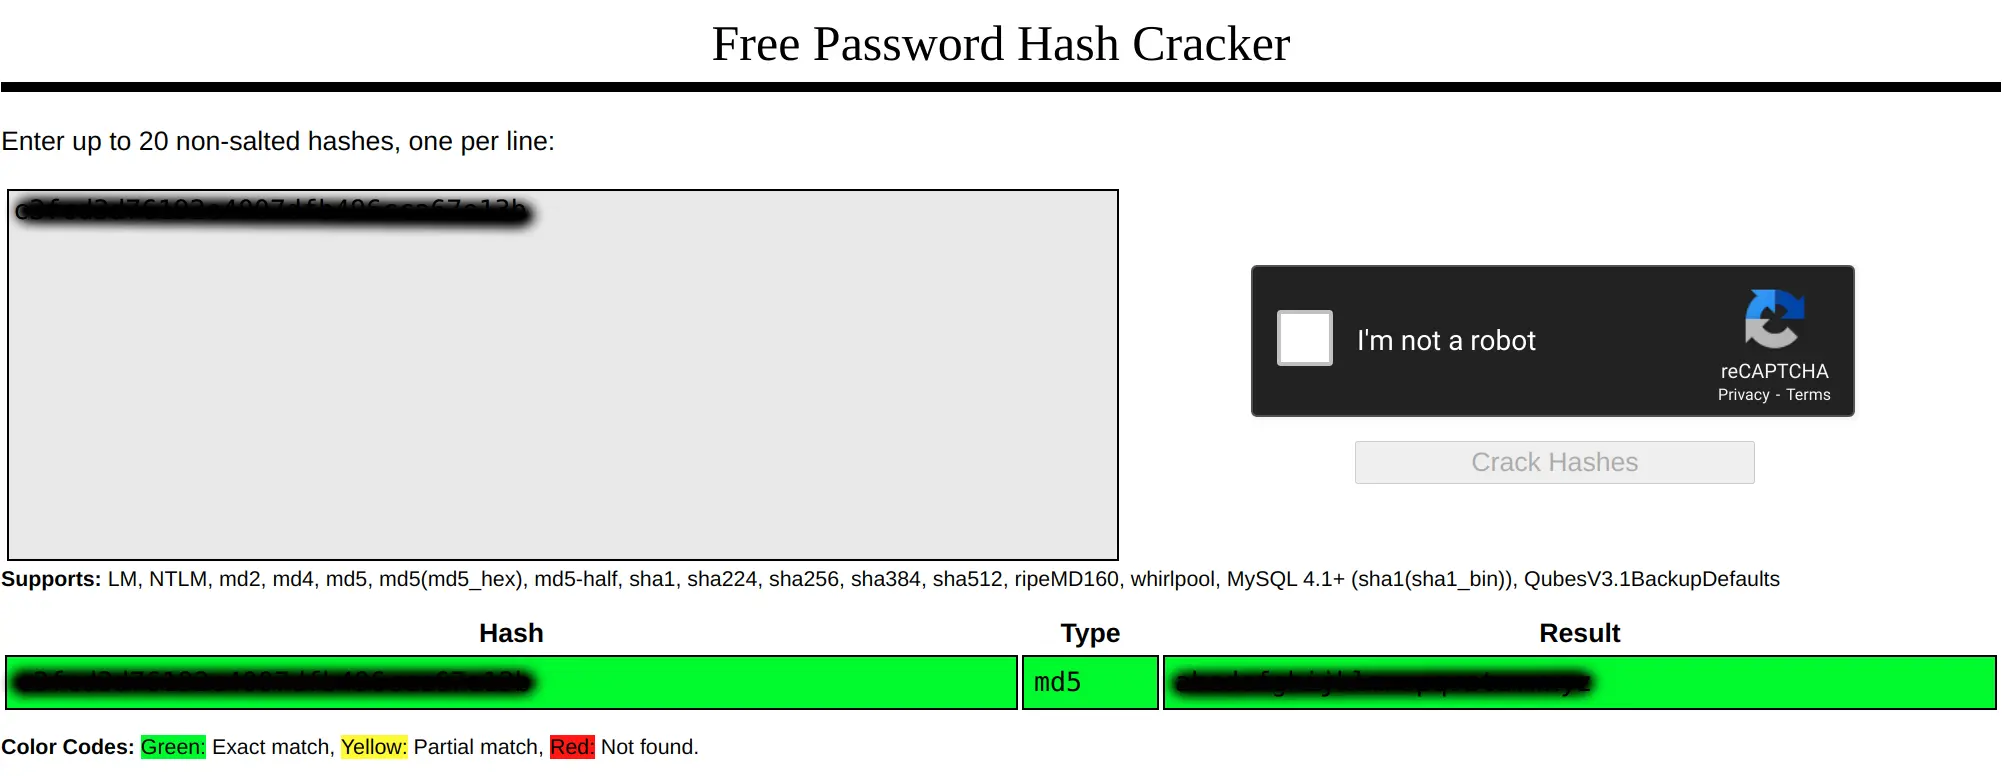 Free Password Hash Cracker
Enter up to 20 non-salted hashes, one per line:
I'm not a robot
reCAPTCHA
Privacy - Terms
Crack Hashes
Supports: LM, NTLM, md2, md4, md5, md5(md5_hex), md5-half, sha1, sha224, sha256, sha384, sha512, ripeMD160, whirlpool, MySQL 4.1+ (sha1(sha1_bin)), QubesV3.1BackupDefaults
Hash Type Result
md5
Color Codes: Green: Exact match, Yellow: Partial match, Red: Not found.